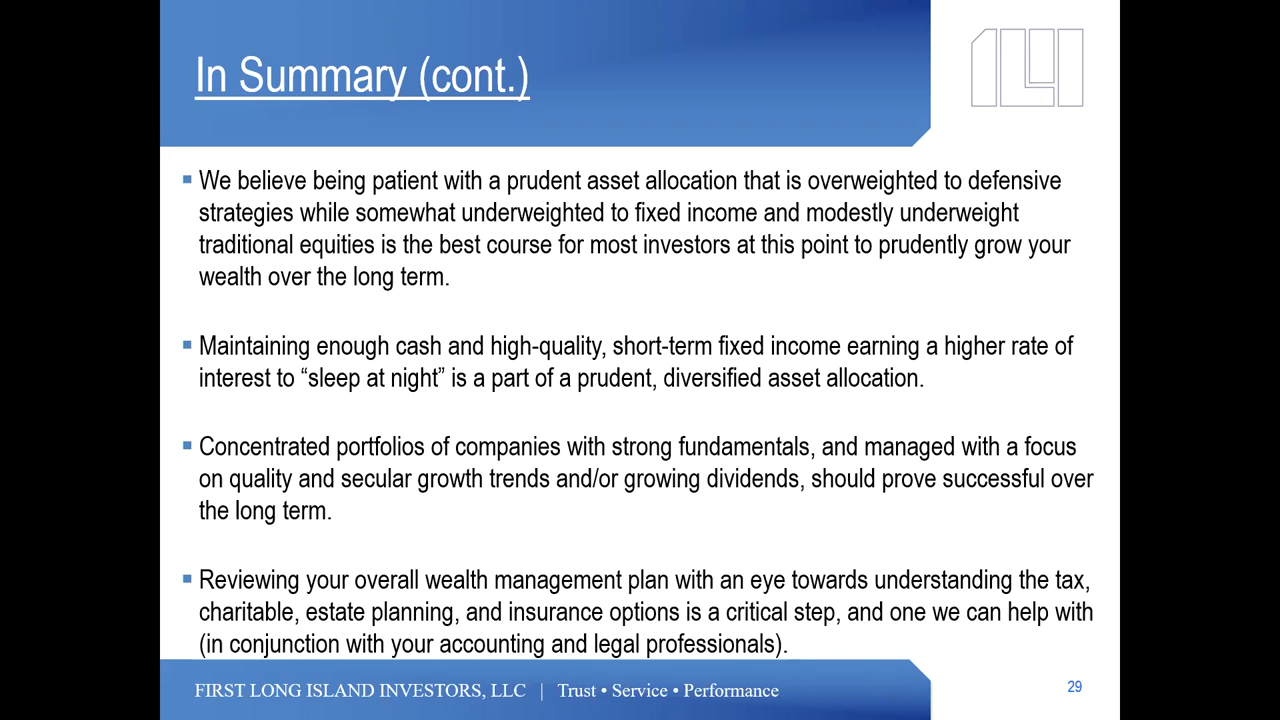 In Summary (cont.)
FLI
▪ We believe being patient with a prudent asset allocation that is overweighted to defensive
strategies while somewhat underweighted to fixed income and modestly underweight
traditional equities is the best course for most investors at this point to prudently grow your
wealth over the long term.
▪ Maintaining enough cash and high-quality, short-term fixed income earning a higher rate of
interest to “sleep at night” is a part of a prudent, diversified asset allocation.
▪ Concentrated portfolios of companies with strong fundamentals, and managed with a focus
on quality and secular growth trends and/or growing dividends, should prove successful over
the long term.
▪ Reviewing your overall wealth management plan with an eye towards understanding the tax,
charitable, estate planning, and insurance options is a critical step, and one we can help with
(in conjunction with your accounting and legal professionals).
FIRST LONG ISLAND INVESTORS, LLC | Trust • Service • Performance
29